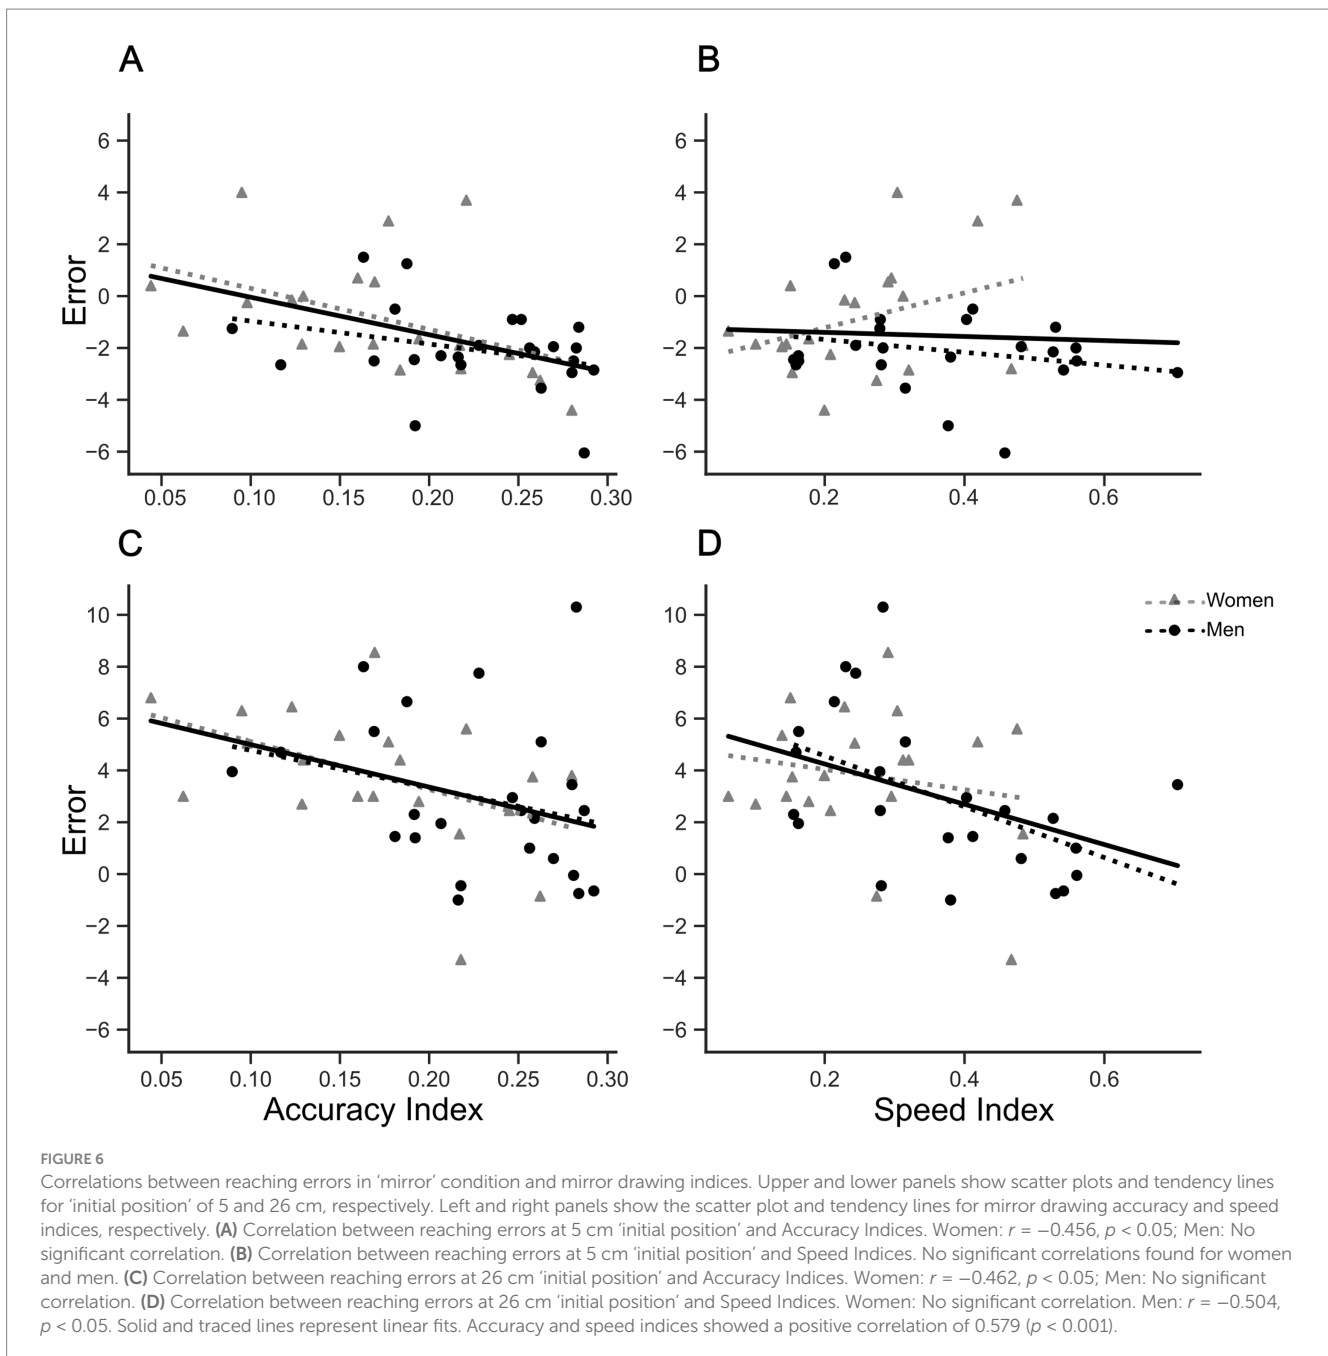 A
B
6
4
2
0
−2
−4
−6
Error
0.05 0.10 0.15 0.20 0.25 0.30
6
4
2
0
−2
−4
−6
0.2 0.4 0.6
C
D
10
8
6
4
2
0
−2
−4
−6
Error
0.05 0.10 0.15 0.20 0.25 0.30
Accuracy Index
10
8
6
4
2
0
−2
−4
−6
0.2 0.4 0.6
Speed Index
Women
Men
FIGURE 6
Correlations between reaching errors in ‘mirror’ condition and mirror drawing indices. Upper and lower panels show scatter plots and tendency lines
for ‘initial position’ of 5 and 26 cm, respectively. Left and right panels show the scatter plot and tendency lines for mirror drawing accuracy and speed
indices, respectively. (A) Correlation between reaching errors at 5 cm ‘initial position’ and Accuracy Indices. Women: r = −0.456, p < 0.05; Men: No
significant correlation. (B) Correlation between reaching errors at 5 cm ‘initial position’ and Speed Indices. No significant correlations found for women
and men. (C) Correlation between reaching errors at 26 cm ‘initial position’ and Accuracy Indices. Women: r = −0.462, p < 0.05; Men: No significant
correlation. (D) Correlation between reaching errors at 26 cm ‘initial position’ and Speed Indices. Women: No significant correlation. Men: r = −0.504,
p < 0.05. Solid and traced lines represent linear fits. Accuracy and speed indices showed a positive correlation of 0.579 (p < 0.001).